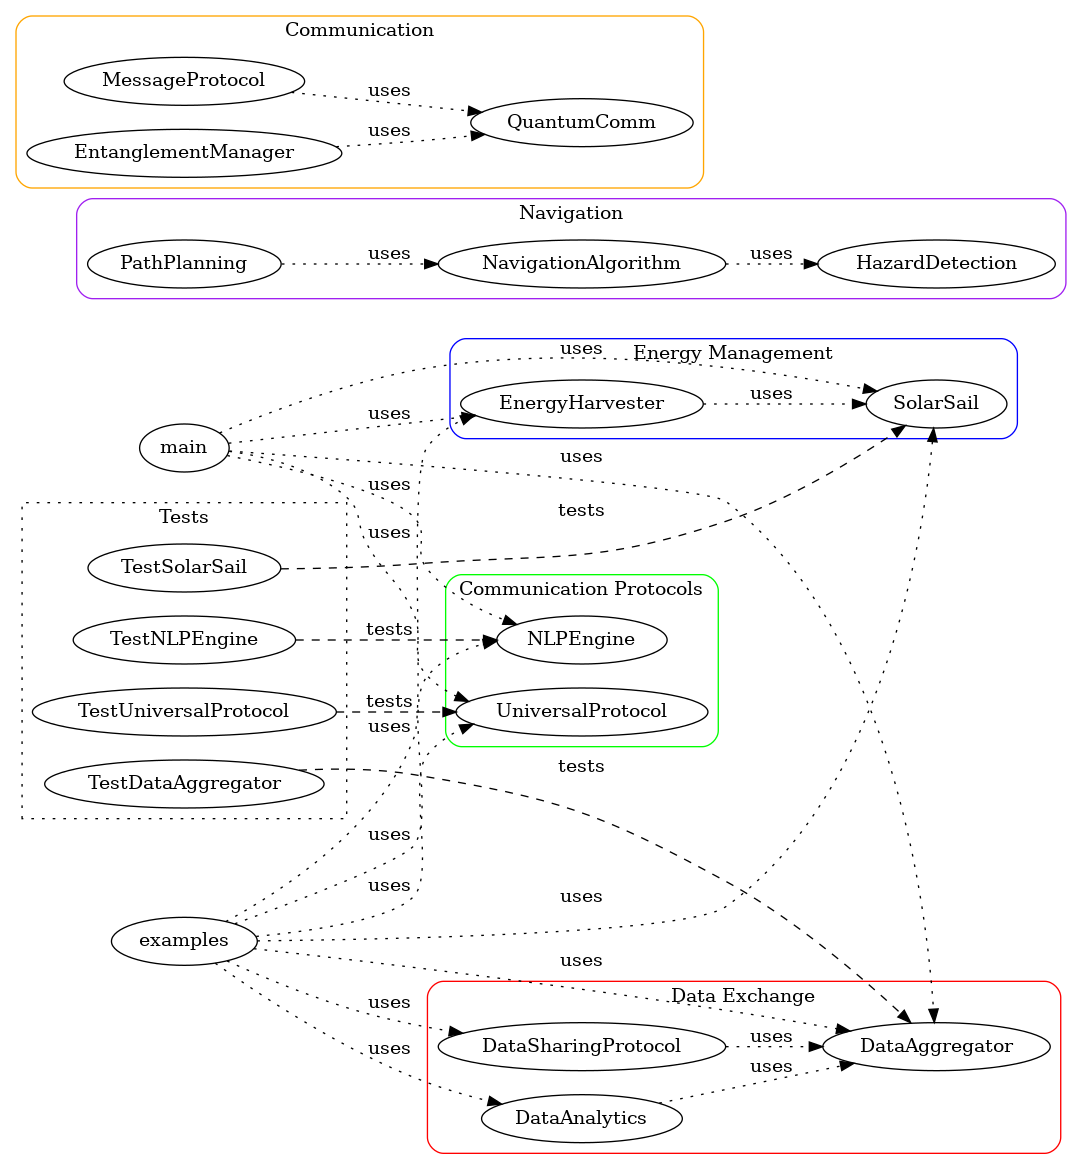 Communication
MessageProtocol
uses
QuantumComm
uses
EntanglementManager
Navigation
PathPlanning
uses
NavigationAlgorithm
uses
HazardDetection
uses
Energy Management
EnergyHarvester
uses
SolarSail
uses
main
uses
uses
tests
Tests
uses
TestSolarSail
Communication Protocols
TestNLPEngine
tests
NLPEngine
TestUniversalProtocol
tests
UniversalProtocol
uses
tests
TestDataAggregator
uses
uses
uses
examples
uses
Data Exchange
uses
DataSharingProtocol
uses
DataAggregator
uses
uses
DataAnalytics